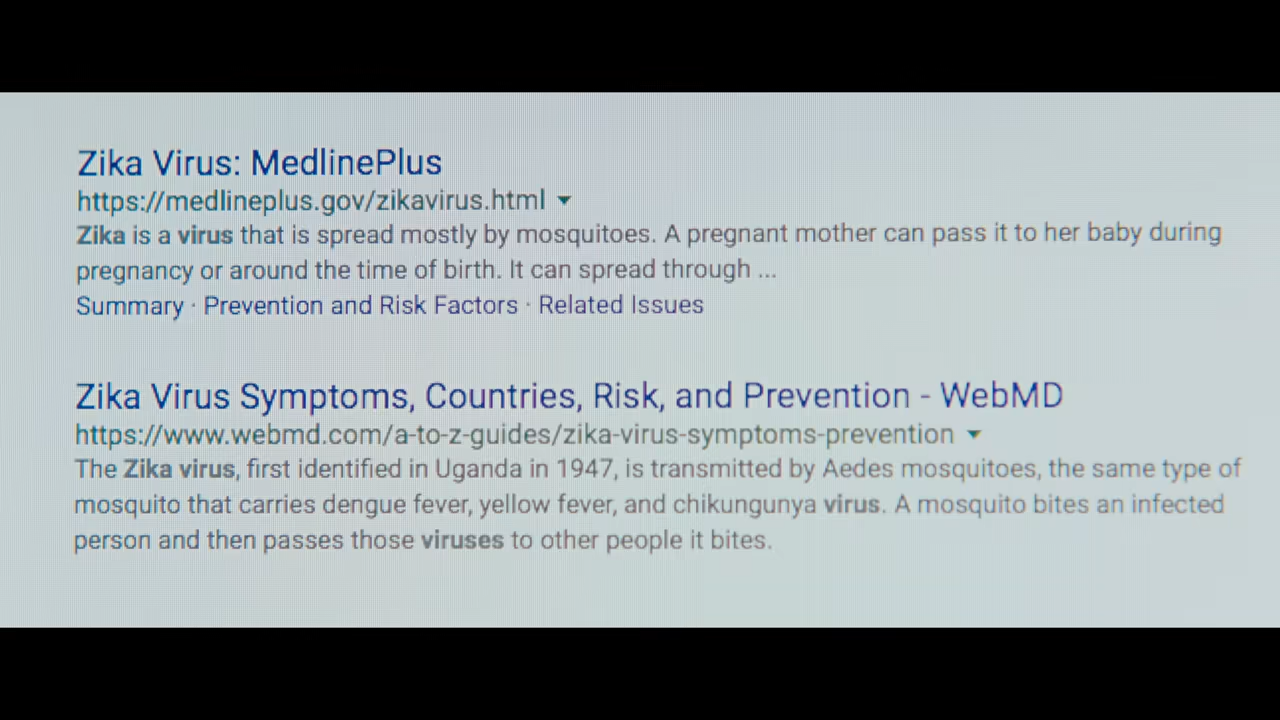 Zika Virus: MedlinePlus
https://medlineplus.gov/zikavirus.html
Zika is a virus that is spread mostly by mosquitoes. A pregnant mother can pass it to her baby during
pregnancy or around the time of birth. It can spread through ...
Summary · Prevention and Risk Factors · Related Issues
Zika Virus Symptoms, Countries, Risk, and Prevention - WebMD
https://www.webmd.com/a-to-z-guides/zika-virus-symptoms-prevention
The Zika virus, first identified in Uganda in 1947, is transmitted by Aedes mosquitoes, the same type of
mosquito that carries dengue fever, yellow fever, and chikungunya virus. A mosquito bites an infected
person and then passes those viruses to other people it bites.